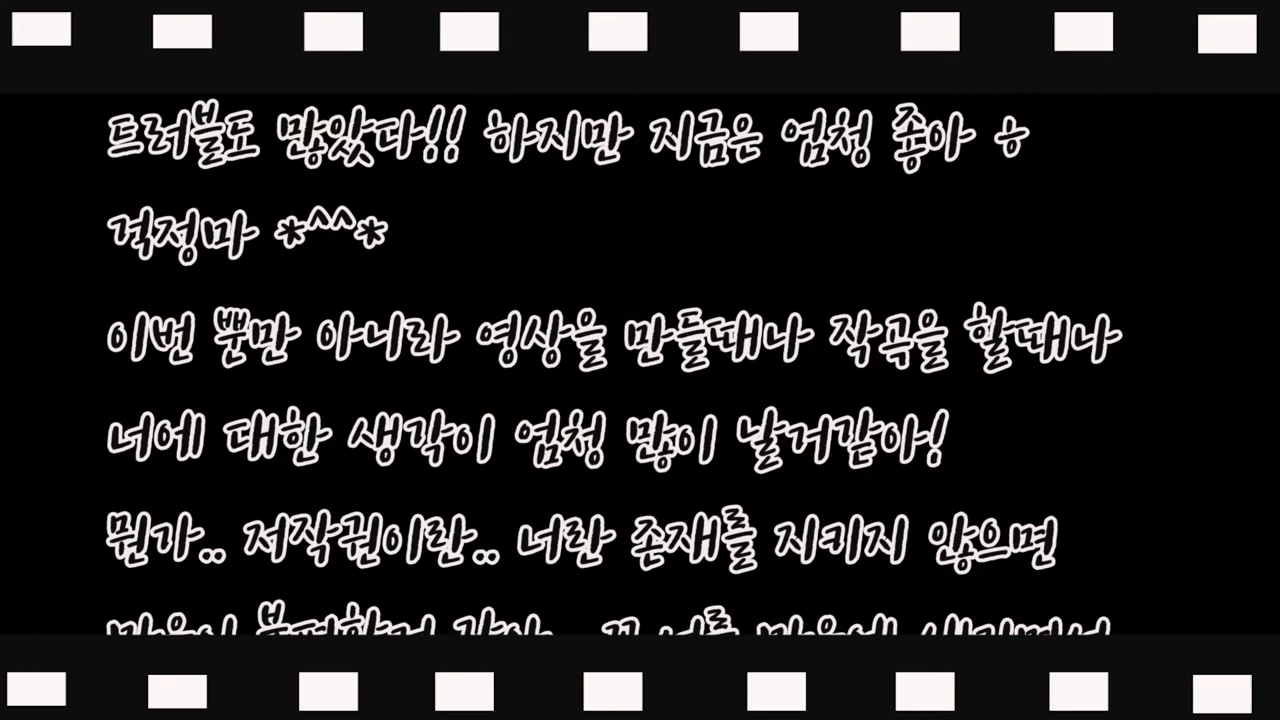 트러블도 많았다!! 하지만 지금은 엄청 좋아 ㅎ
걱정마 *^^*
이번 뿐만 아니라 영상을 만들때나 작곡을 할때나
너에 대한 생각이 엄청 많이 날거같아!
뭔가.. 저작권이란.. 너란 존재를 지키지 않으면